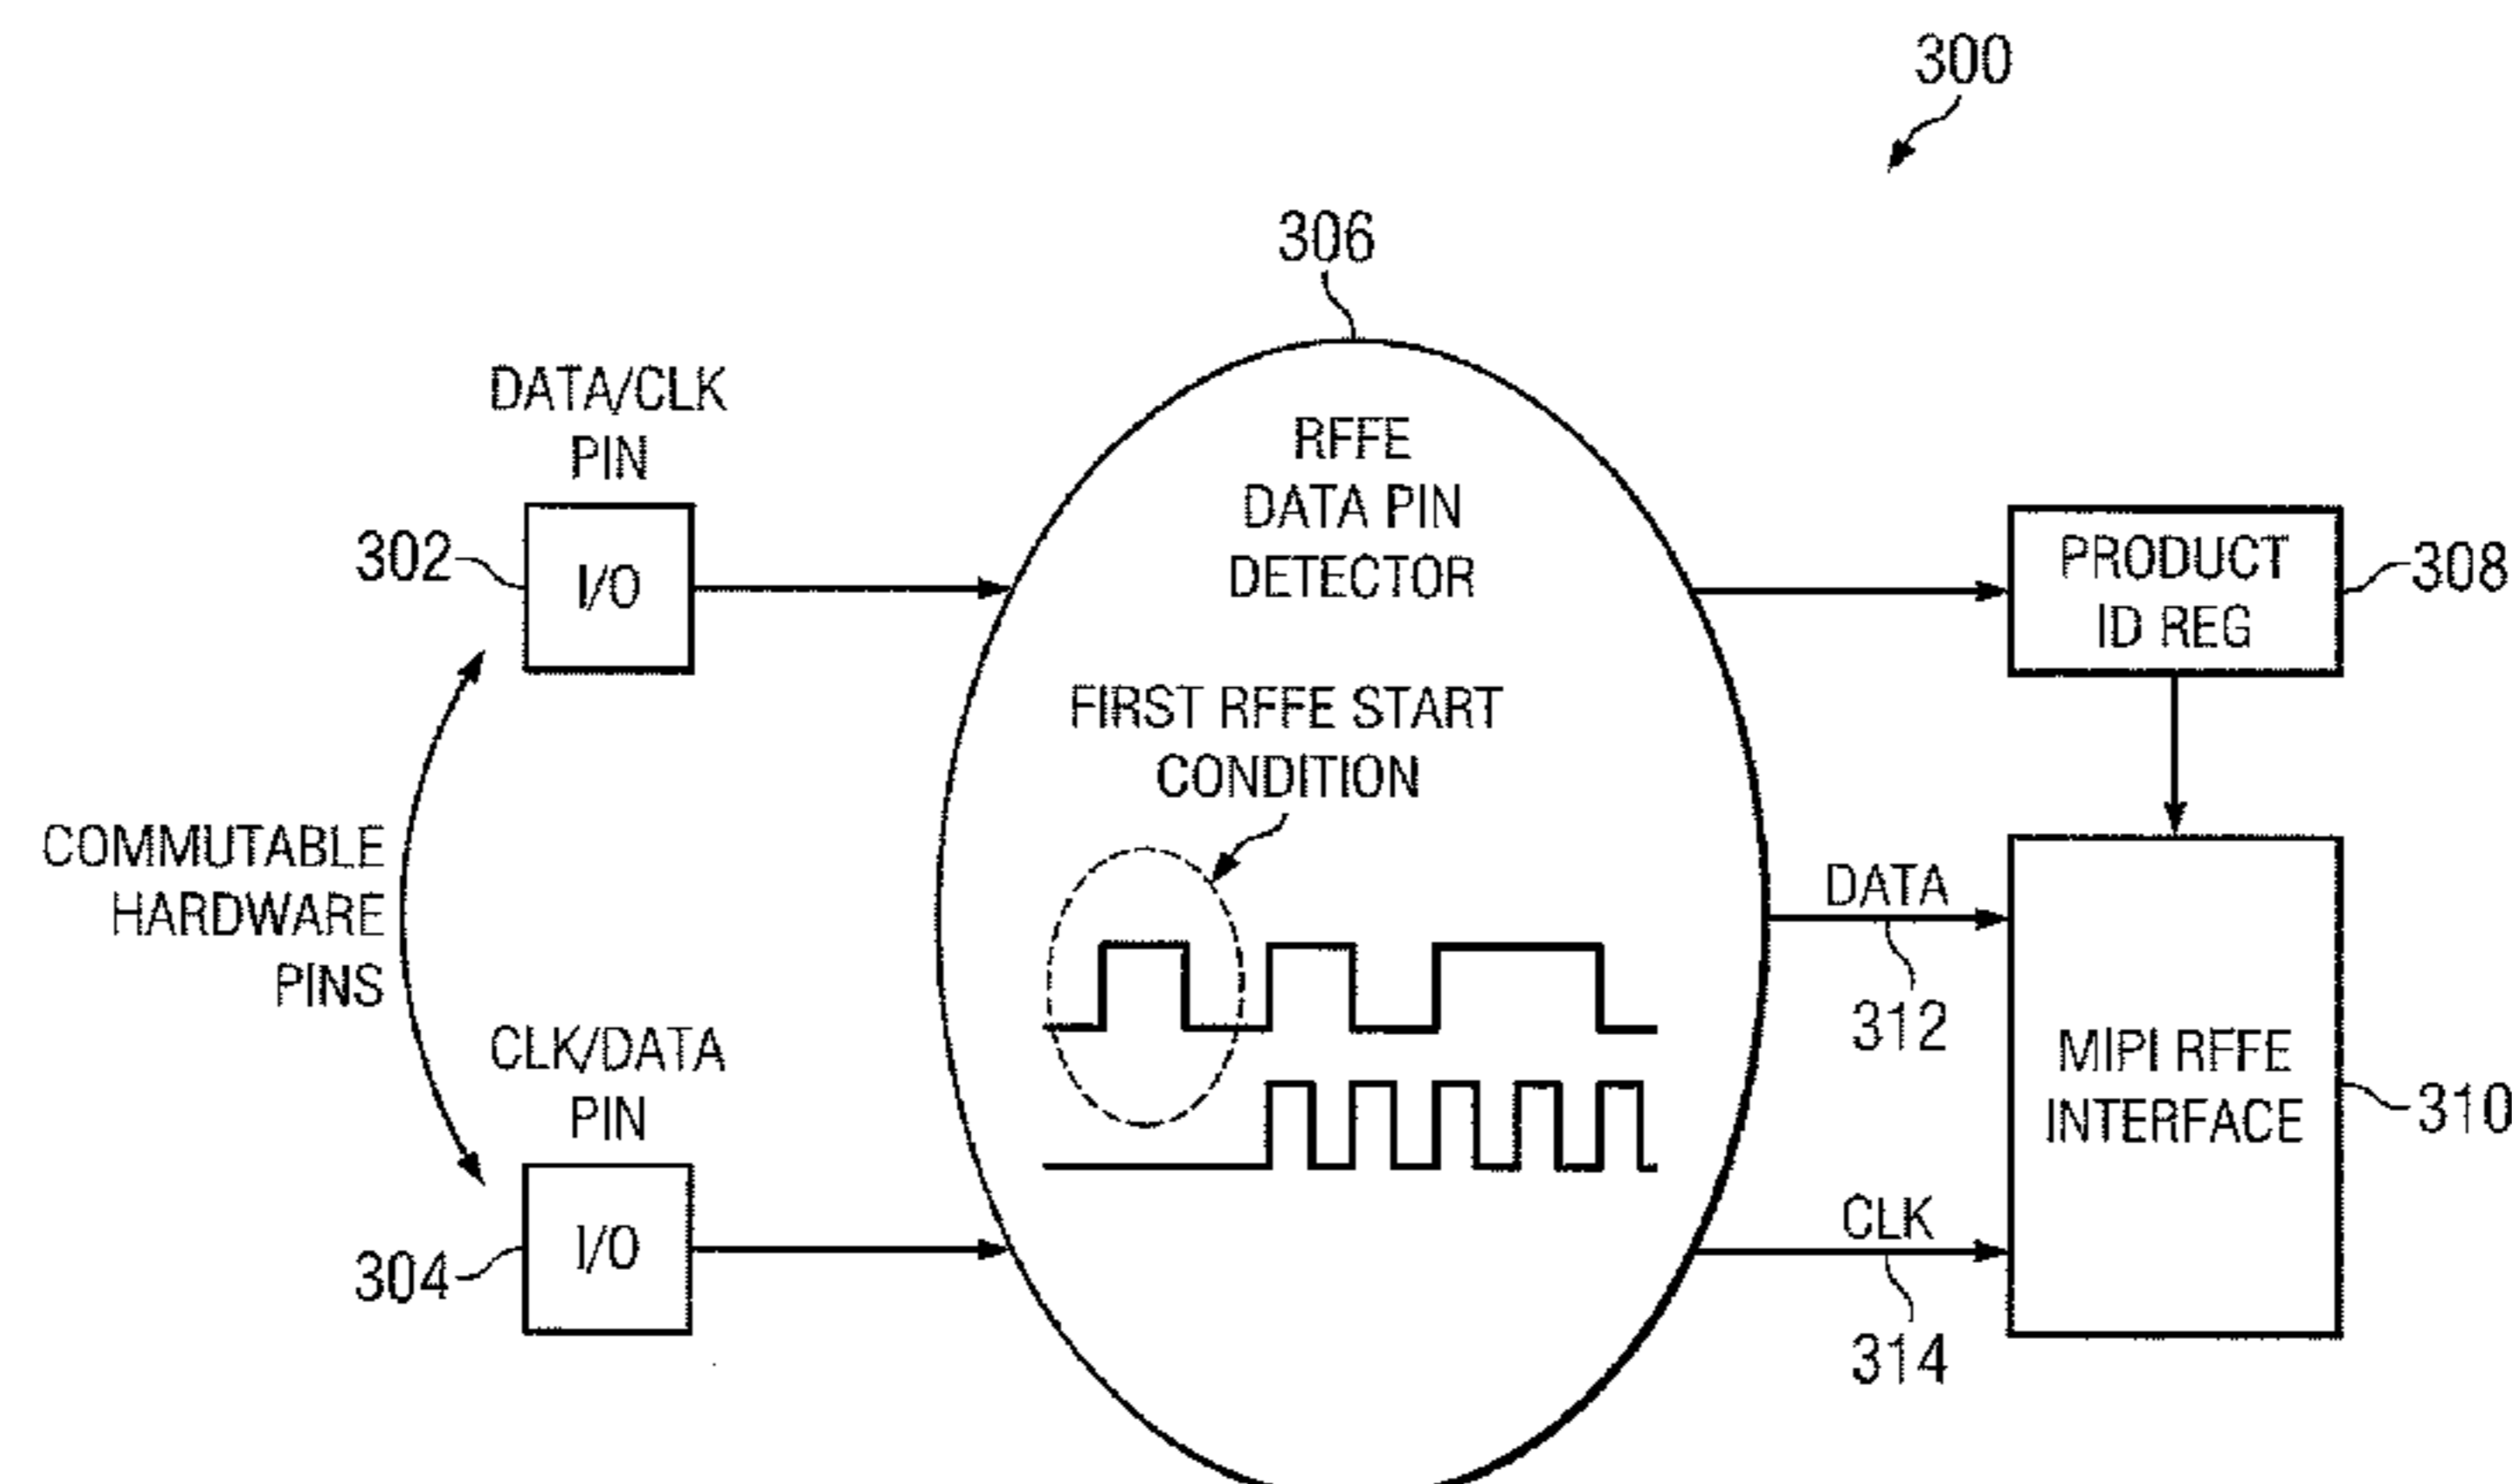 300
306
DATA/CLK
PIN
302
I/O
RFFE
DATA PIN
DETECTOR
PRODUCT
ID REG
308
FIRST RFFE START
CONDITION
COMMUTABLE
HARDWARE
PINS
DATA
312
CLK/DATA
PIN
MIPI RFFE
INTERFACE
310
304
I/O
CLK
314